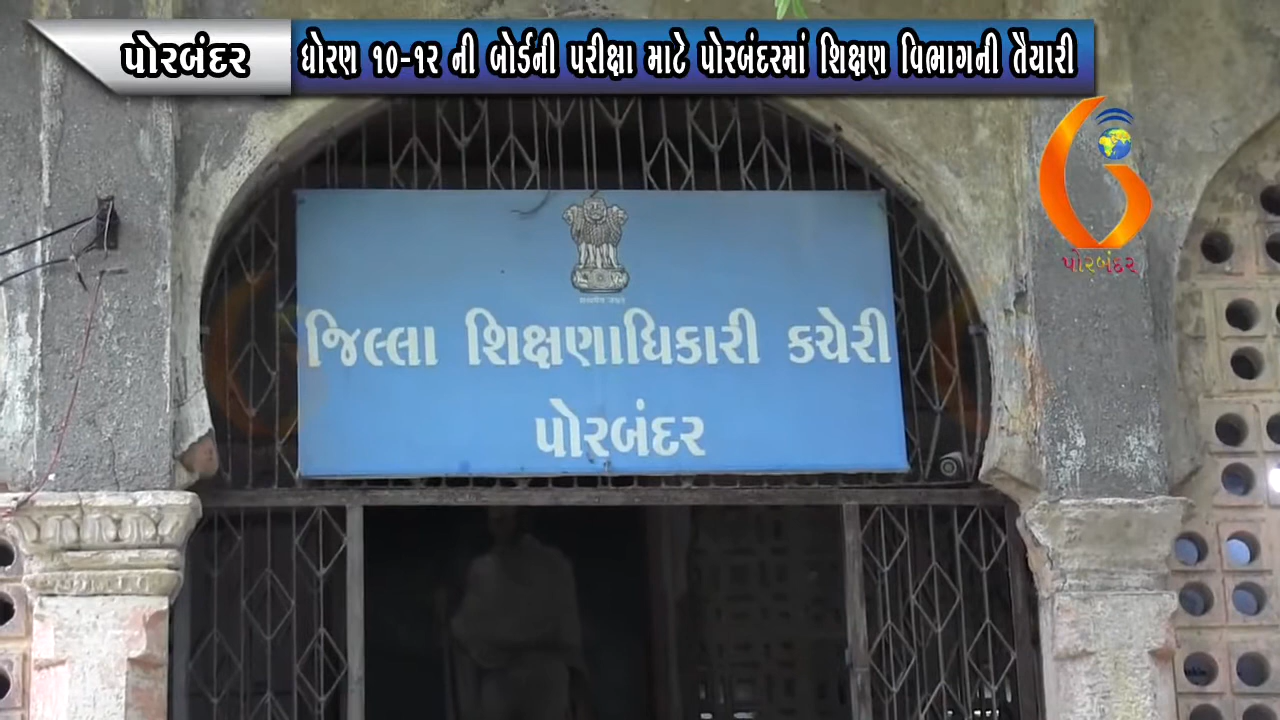 પોરબંદર
ધોરણ ૧૦-૧૨ ની બોર્ડની પરીક્ષા માટે પોરબંદરમાં શિક્ષણ વિભાગની તૈયારી
પોરબંદર
જિલ્લા શિક્ષણાધિકારી કચેરી
પોરબંદર